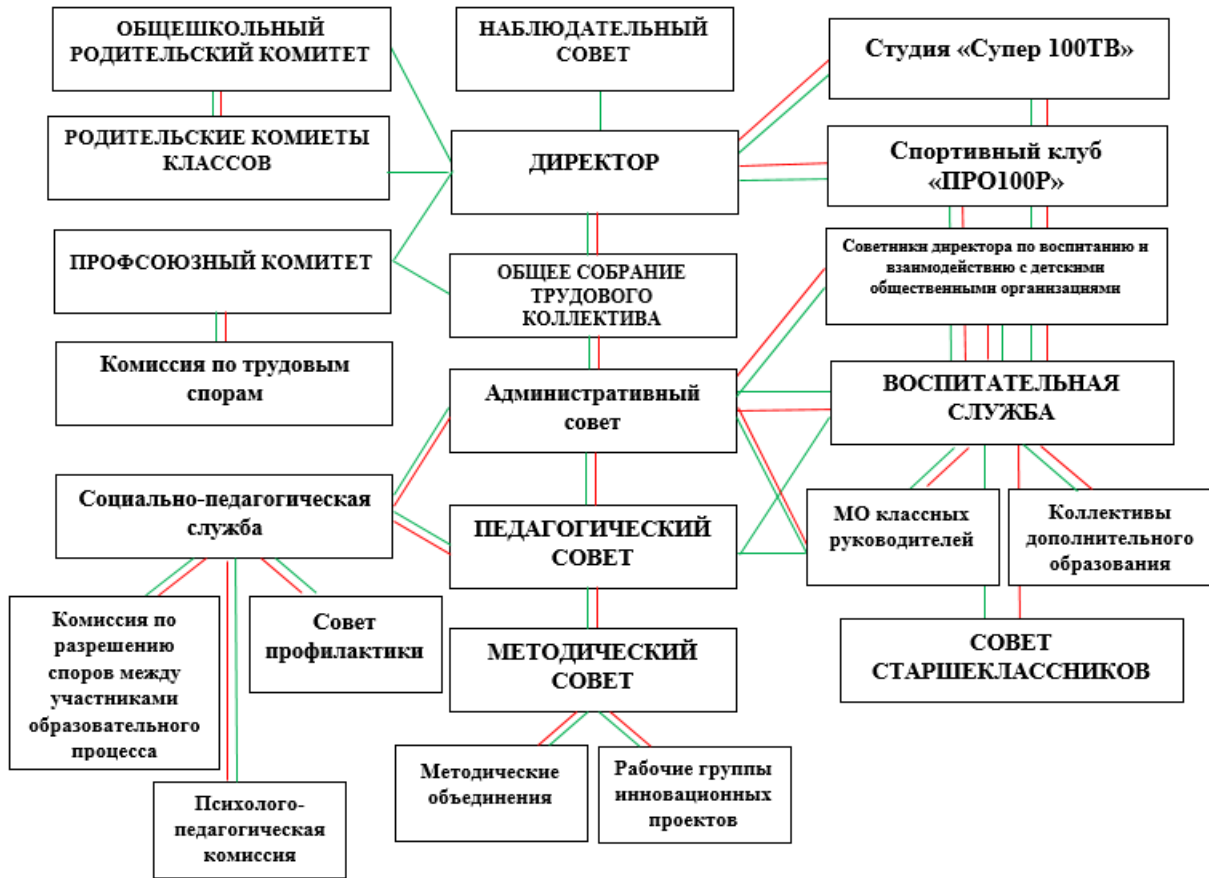 ОБЩЕШКОЛЬНЫЙ
РОДИТЕЛЬСКИЙ КОМИТЕТ
НАБЛЮДАТЕЛЬНЫЙ
СОВЕТ
Студия «Супер 100ТВ»
РОДИТЕЛЬСКИЕ КОМИЕТЫ
КЛАССОВ
ДИРЕКТОР
Спортивный клуб
«ПРО100Р»
ПРОФСОЮЗНЫЙ КОМИТЕТ
ОБЩЕЕ СОБРАНИЕ
ТРУДОВОГО
КОЛЛЕКТИВА
Советники директора по воспитанию и
взаимодействию с детскими
общественными организациями
Комиссия по трудовым
спорам
Административный
совет
ВОСПИТАТЕЛЬНАЯ
СЛУЖБА
Социально-педагогическая
служба
ПЕДАГОГИЧЕСКИЙ
СОВЕТ
МО классных
руководителей
Коллективы
дополнительного
образования
Комиссия по
разрешению
споров между
участниками
образовательного
процесса
Совет
профилактики
МЕТОДИЧЕСКИЙ
СОВЕТ
СОВЕТ
СТАРШЕКЛАССНИКОВ
Психолого-
педагогическая
комиссия
Методические
объединения
Рабочие группы
инновационных
проектов